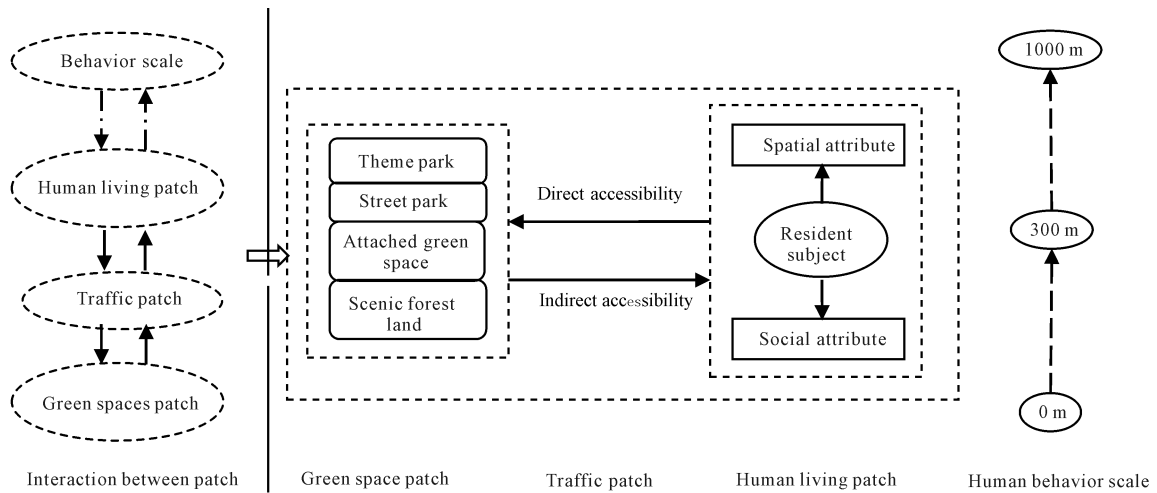 Behavior scale
Human living patch
Traffic patch
Green spaces patch
Interaction between patch
Theme park
Street park
Attached green
space
Scenic forest
land
Green space patch
Direct accessibility
Indirect accessibility
Traffic patch
Spatial attribute
Resident
subject
Social attribute
Human living patch
1000 m
300 m
0 m
Human behavior scale